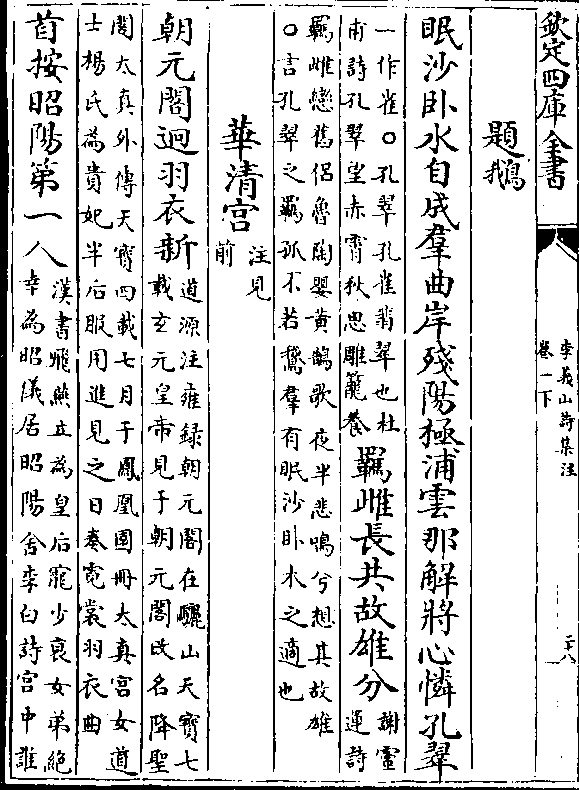 欽定四庫全書
李義山詩集注
卷一下
二十八
題鵝
眠沙卧水自成羣曲岸殘陽極浦雲那解將心憐孔翠
一作雀○孔翠孔雀翡翠也杜
甫詩孔翠望赤霄秋思雕籠養
羈雌長共故雄分
謝靈
運詩
羈雌戀舊侶魯陶嬰黄鵠歌夜半悲鳴兮想其故雄
○言孔翠之羈孤不若鵞羣有眠沙卧水之適也
華清宫
注見
前
朝元閣迥羽衣新
道源注雍録朝元閣在驪山天寳七
載玄元皇帝見于朝元閣改名降聖
閣太真外傳天寳四載七月于鳳凰園冊太真宫女道
士楊氏為貴妃半后服用進見之日奏霓裳羽衣曲
首按昭陽第一人
漢書飛燕立為皇后寵少衰女弟絶
幸為昭儀居昭陽舍李白詩宫中誰